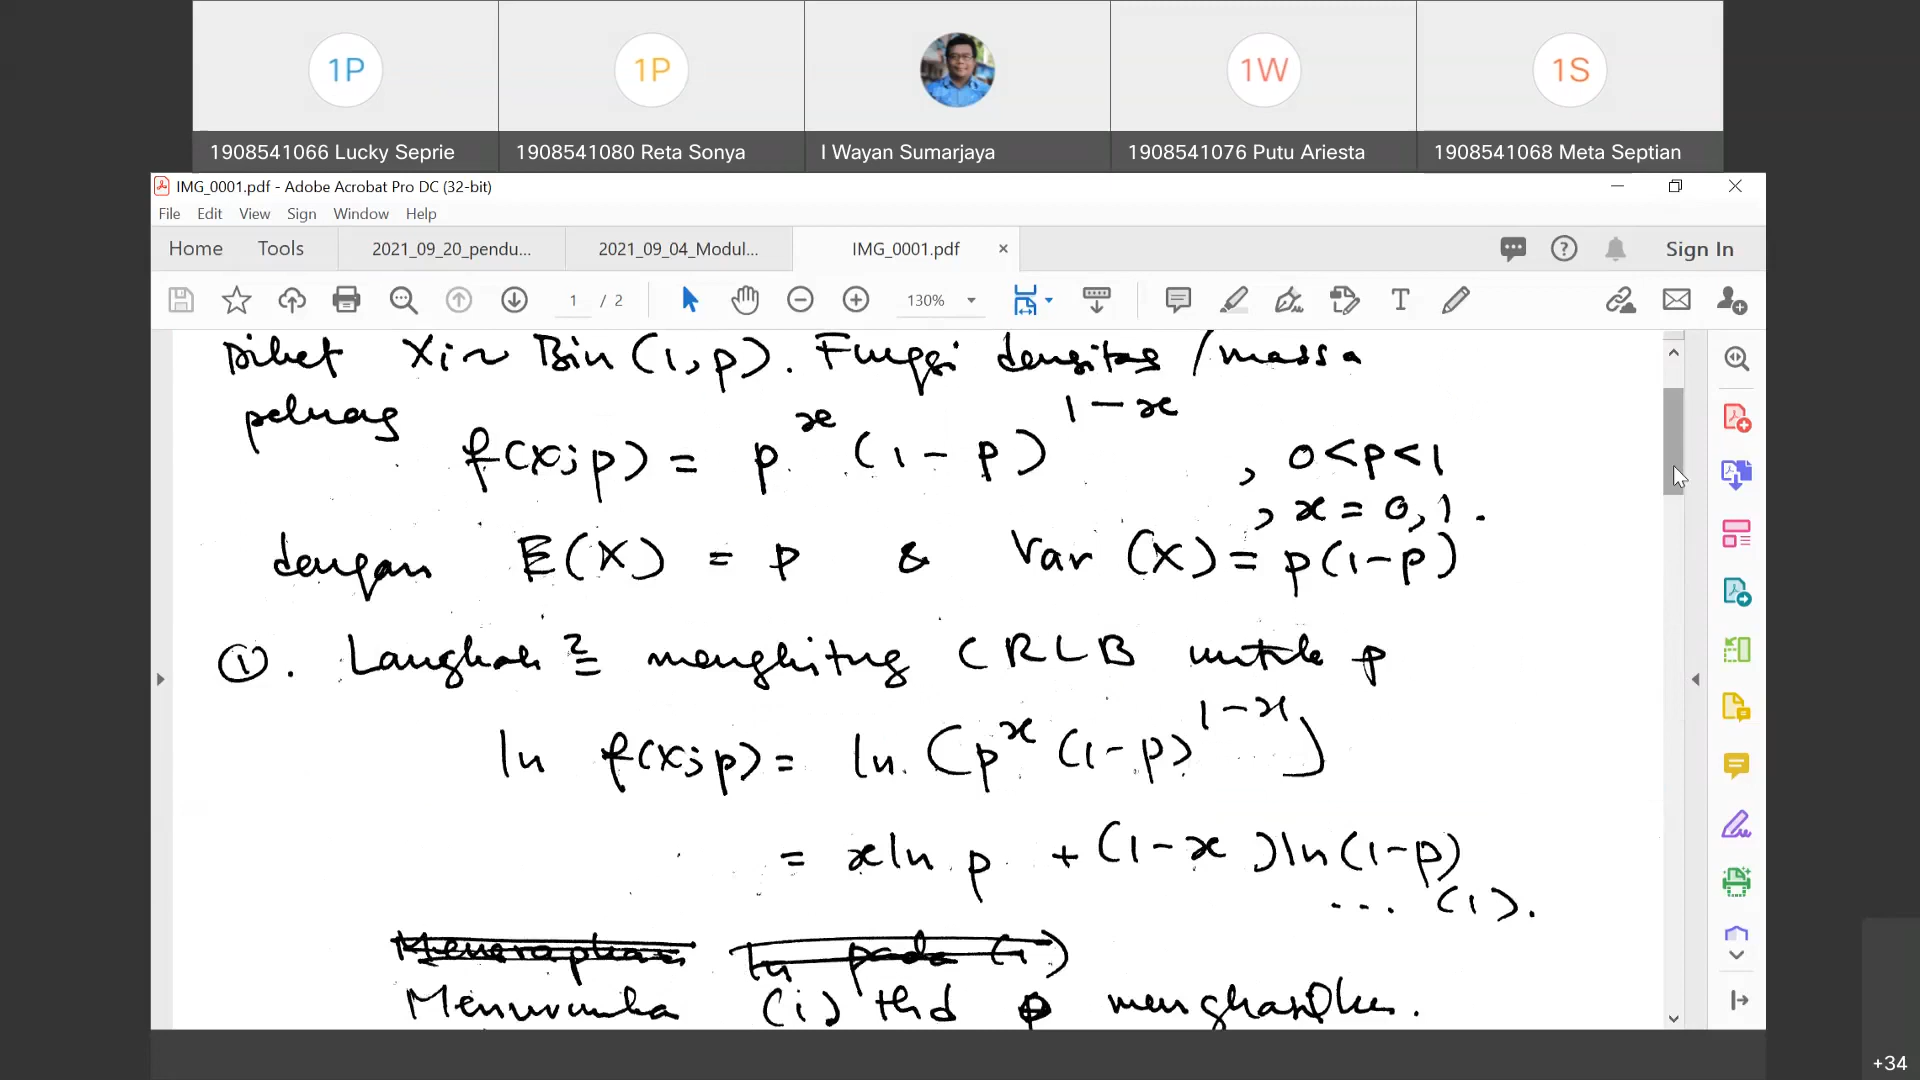 1P
1P
1W
1S
1908541066 Lucky Seprie
1908541080 Reta Sonya
I Wayan Sumarjaya
1908541076 Putu Ariesta
1908541068 Meta Septian
IMG_0001.pdf - Adobe Acrobat Pro DC (32-bit)
File Edit View Sign Window Help
Home Tools 2021_09_20_pendu... 2021_09_04_Modul... IMG_0001.pdf × Sign In
1 / 2 130%
Xi ~ Bin (1, p). Fungsi densitas / massa
peluang
f(x; p) = p^x (1 - p)^{1 - x} , 0 < p < 1
, x = 0, 1.
dengan E(X) = p & Var (X) = p(1-p)
①. Langkah² menghitung CRLB untuk p
ln f(x; p) = ln (p^x (1-p)^{1-x})
= x ln p + (1-x) ln (1-p)
... (1).
ln pada (1)
(1) thd p menghasilkan.
+34